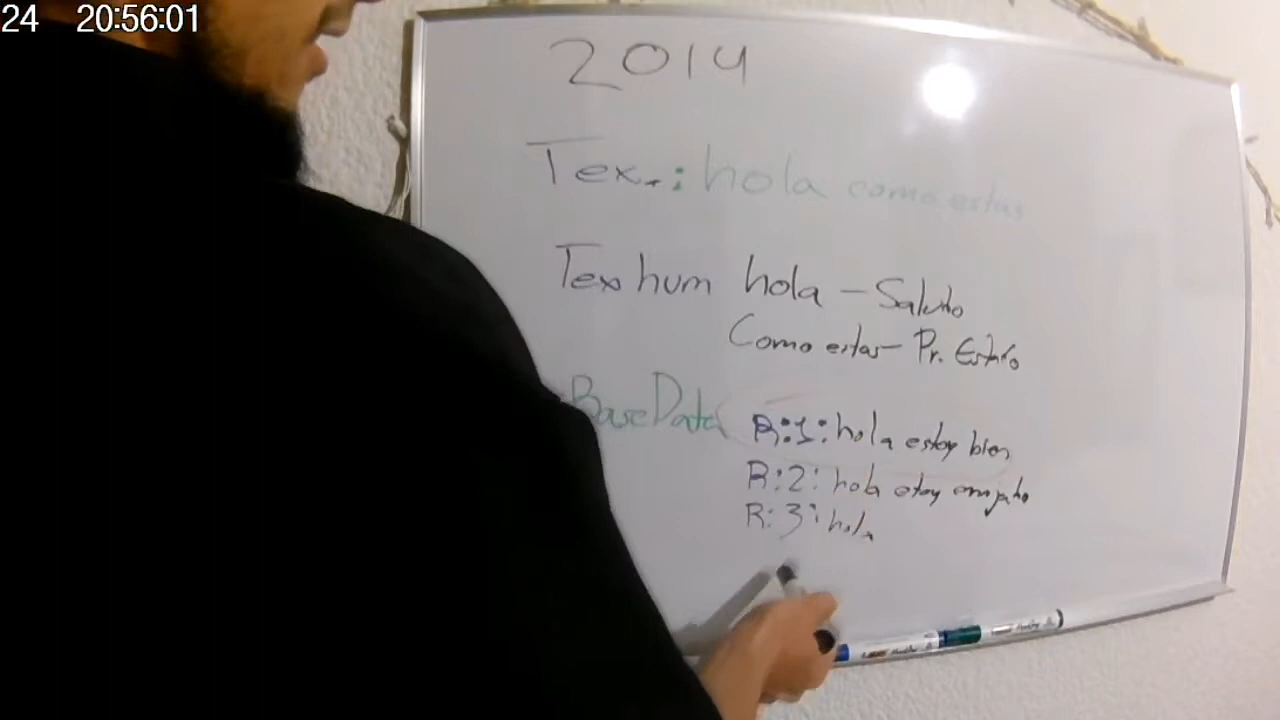 24 20:56:01
2014
Tex.: hola como estas
Tex hum hola - Saludo
Como estas - Pr. Estado
BaseData R:1: hola estoy bien
R:2: hola estoy enojado
R:3: hola